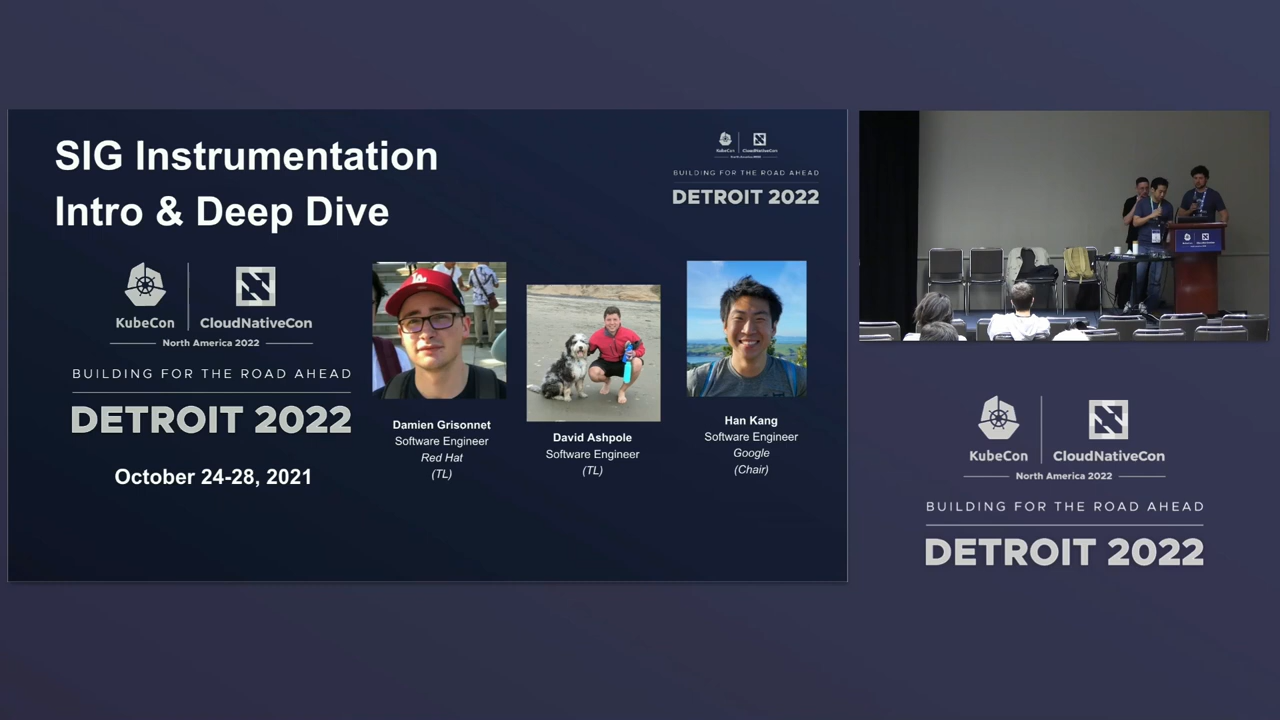 SIG Instrumentation
Intro & Deep Dive
KubeCon
CloudNativeCon
BUILDING FOR THE ROAD AHEAD
DETROIT 2022
KubeCon
CloudNativeCon
North America 2022
BUILDING FOR THE ROAD AHEAD
DETROIT 2022
October 24-28, 2021
Damien Grisonnet
Software Engineer
Red Hat
(TL)
David Ashpole
Software Engineer
(TL)
Han Kang
Software Engineer
Google
(Chair)
KubeCon
CloudNativeCon
North America 2022
BUILDING FOR THE ROAD AHEAD
DETROIT 2022